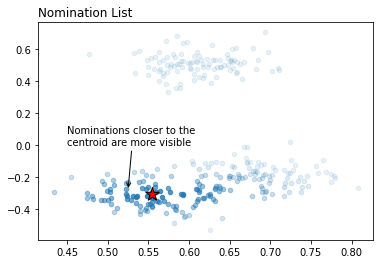 Nomination List
0.6
0.4
0.2
0.0
−0.2
−0.4
Nominations closer to the
centroid are more visible
0.45 0.50 0.55 0.60 0.65 0.70 0.75 0.80